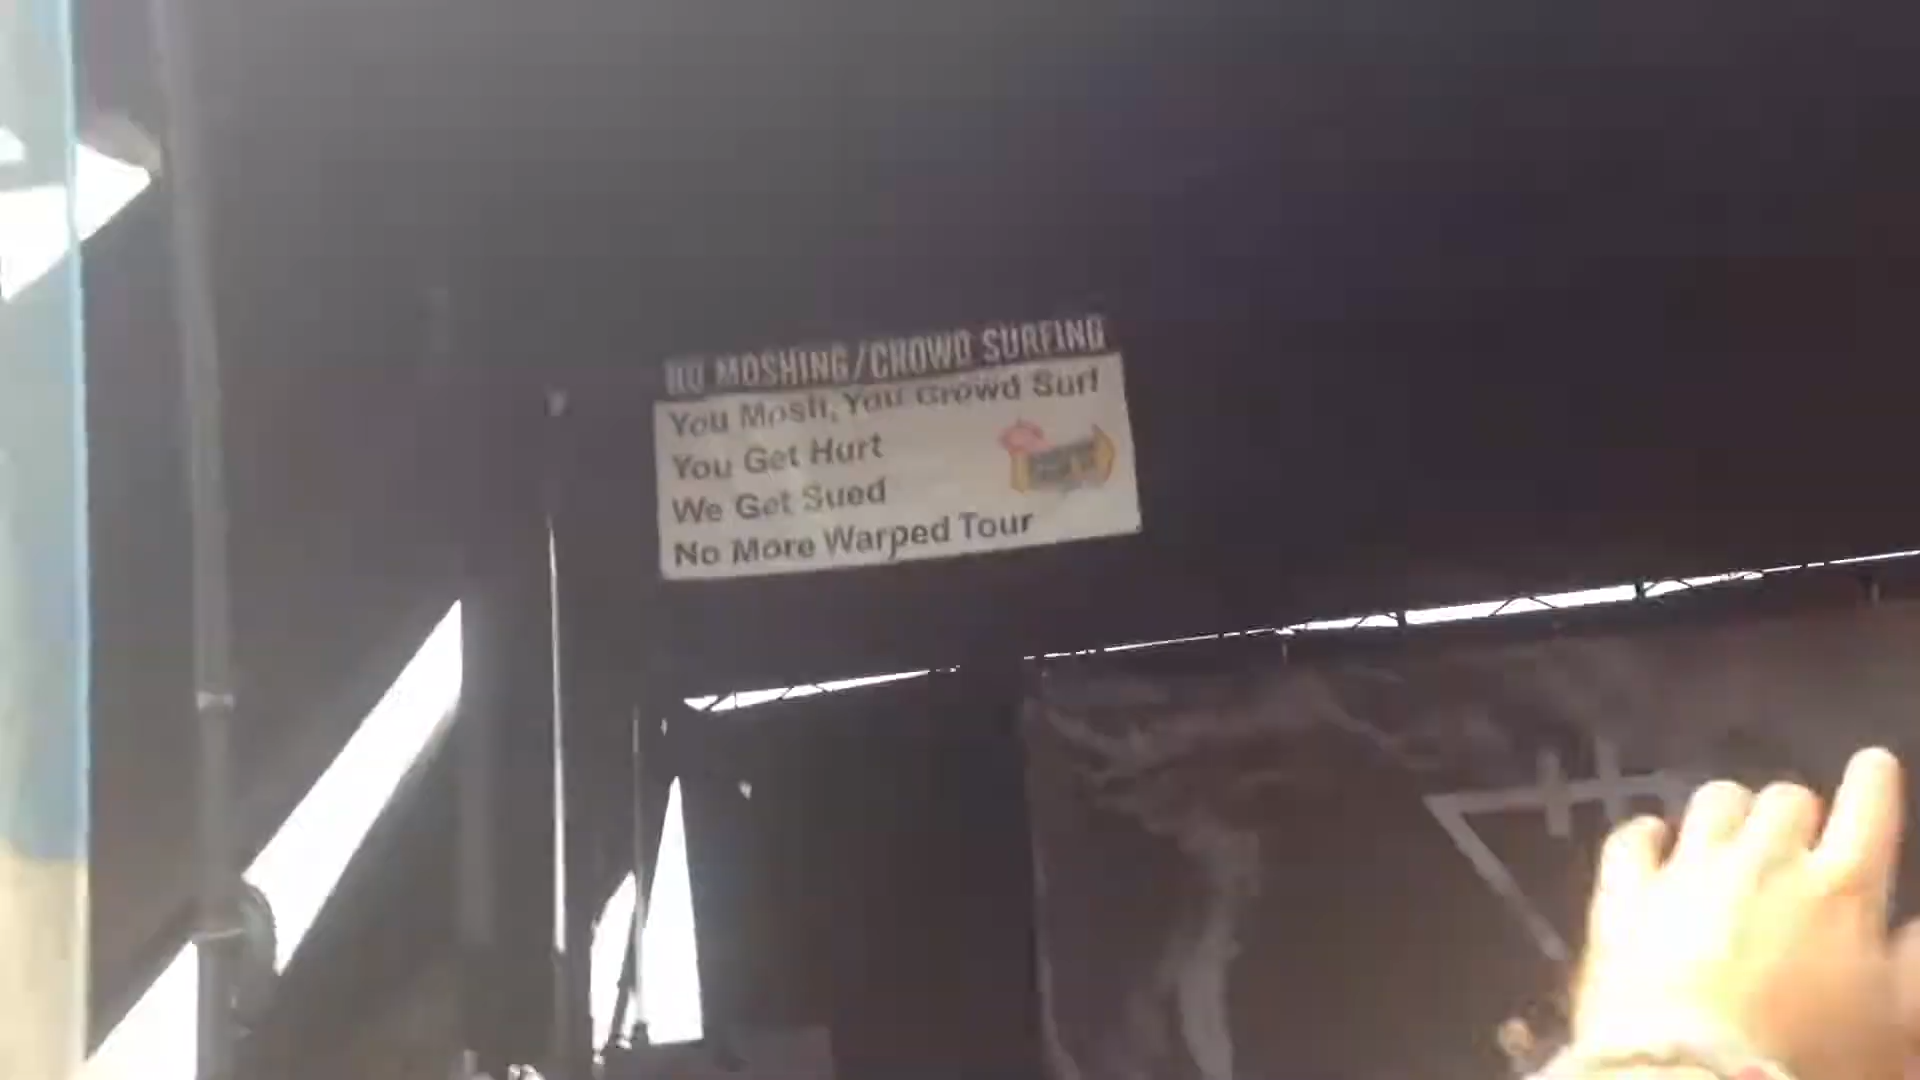 NO MOSHING/CROWD SURFING
You Mosh, You Crowd Surf
You Get Hurt
We Get Sued
No More Warped Tour